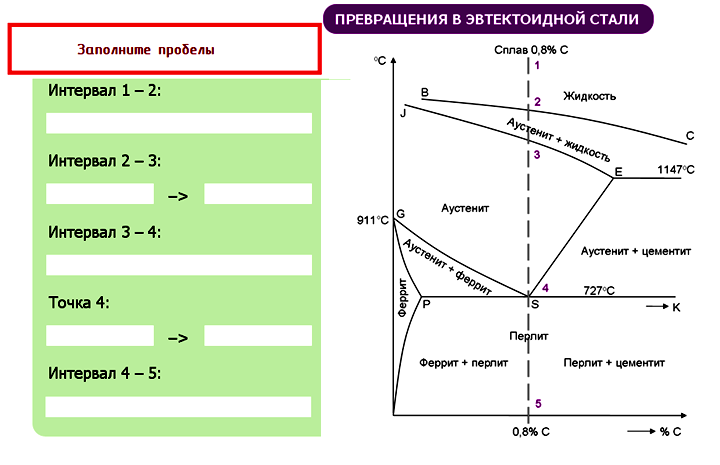 ПРЕВРАЩЕНИЯ В ЭВТЕКТОИДНОЙ СТАЛИ
Заполните пробелы
Интервал 1 – 2:
Интервал 2 – 3:
–>
Интервал 3 – 4:
Точка 4:
–>
Интервал 4 – 5:
Сплав 0,8% С
°С
1
B
2
Жидкость
J
Аустенит + жидкость
C
3
E
1147°С
Аустенит
911°С
G
Аустенит + феррит
Аустенит + цементит
Феррит
4
727°С
P
S
K
Перлит
Феррит + перлит
Перлит + цементит
5
0,8% С
% С